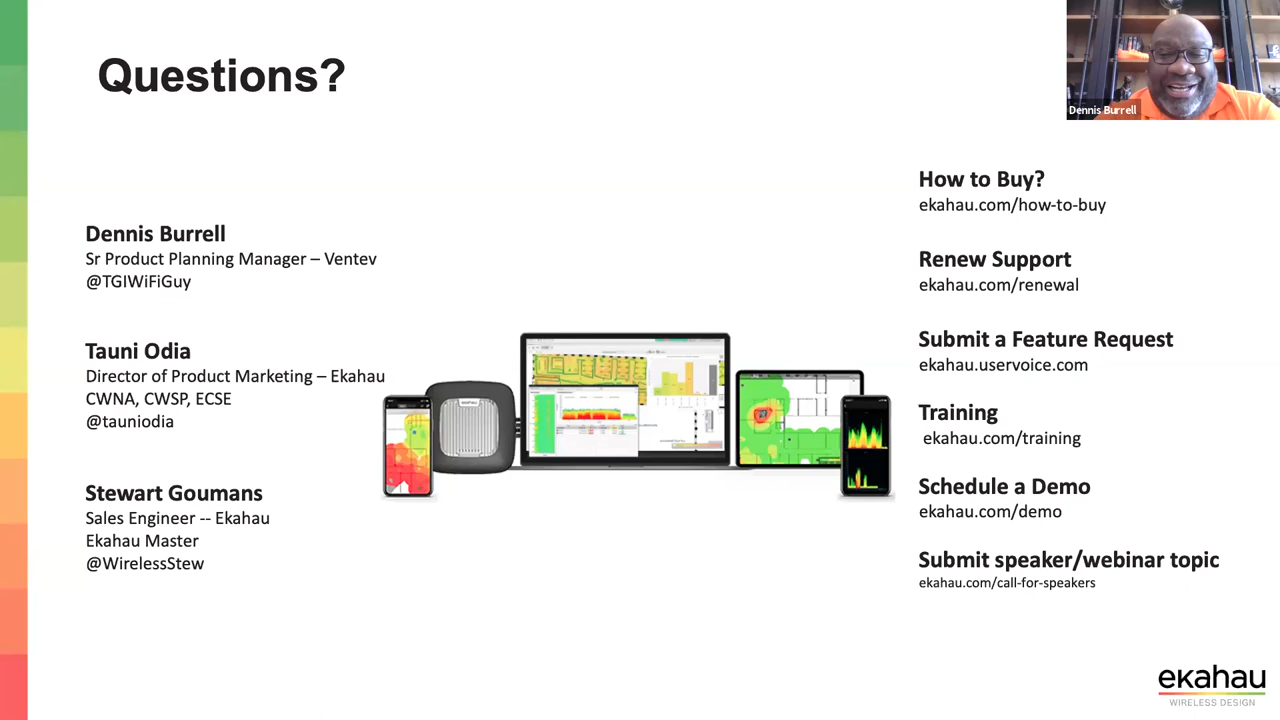 Questions?
Dennis Burrell
Dennis Burrell
Sr Product Planning Manager – Ventev
@TGIWiFiGuy
Tauni Odia
Director of Product Marketing – Ekahau
CWNA, CWSP, ECSE
@tauniodia
Stewart Goumans
Sales Engineer -- Ekahau
Ekahau Master
@WirelessStew
ekahau
How to Buy?
ekahau.com/how-to-buy
Renew Support
ekahau.com/renewal
Submit a Feature Request
ekahau.uservoice.com
Training
ekahau.com/training
Schedule a Demo
ekahau.com/demo
Submit speaker/webinar topic
ekahau.com/call-for-speakers
ekahau
WIRELESS DESIGN